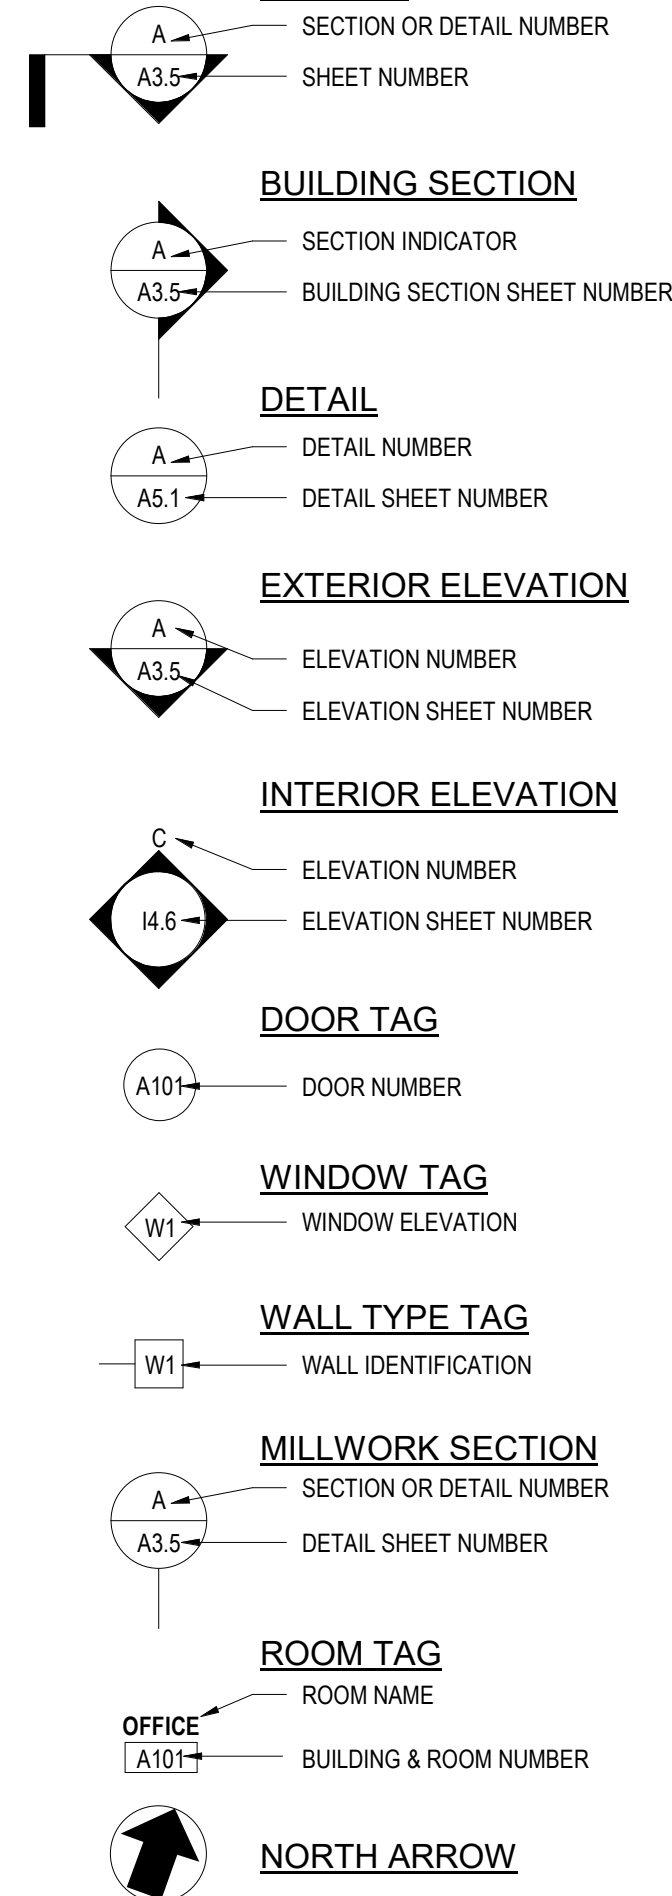 A
SECTION OR DETAIL NUMBER
A3.5
SHEET NUMBER
BUILDING SECTION
A
SECTION INDICATOR
A3.5
BUILDING SECTION SHEET NUMBER
DETAIL
A
DETAIL NUMBER
A5.1
DETAIL SHEET NUMBER
EXTERIOR ELEVATION
A
ELEVATION NUMBER
A3.5
ELEVATION SHEET NUMBER
INTERIOR ELEVATION
C
ELEVATION NUMBER
I4.6
ELEVATION SHEET NUMBER
DOOR TAG
A101
DOOR NUMBER
WINDOW TAG
W1
WINDOW ELEVATION
WALL TYPE TAG
W1
WALL IDENTIFICATION
MILLWORK SECTION
A
SECTION OR DETAIL NUMBER
A3.5
DETAIL SHEET NUMBER
ROOM TAG
ROOM NAME
OFFICE
A101
BUILDING & ROOM NUMBER
NORTH ARROW